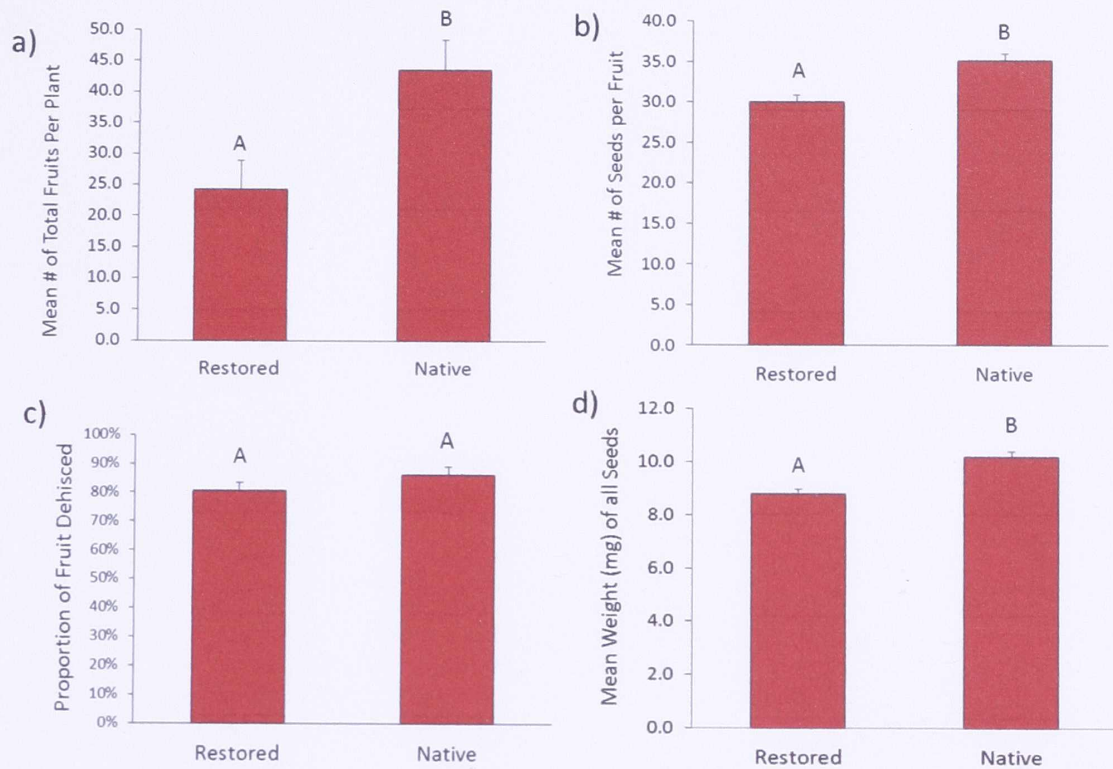 a)
Mean # of Total Fruits Per Plant
50.0
45.0
40.0
35.0
30.0
25.0
20.0
15.0
10.0
5.0
0.0
A
B
Restored
Native
b)
Mean # of Seeds per Fruit
40.0
35.0
30.0
25.0
20.0
15.0
10.0
5.0
0.0
A
B
Restored
Native
c)
Proportion of Fruit Dehisced
100%
90%
80%
70%
60%
50%
40%
30%
20%
10%
0%
A
A
Restored
Native
d)
Mean Weight (mg) of all Seeds
12.0
10.0
8.0
6.0
4.0
2.0
0.0
A
B
Restored
Native